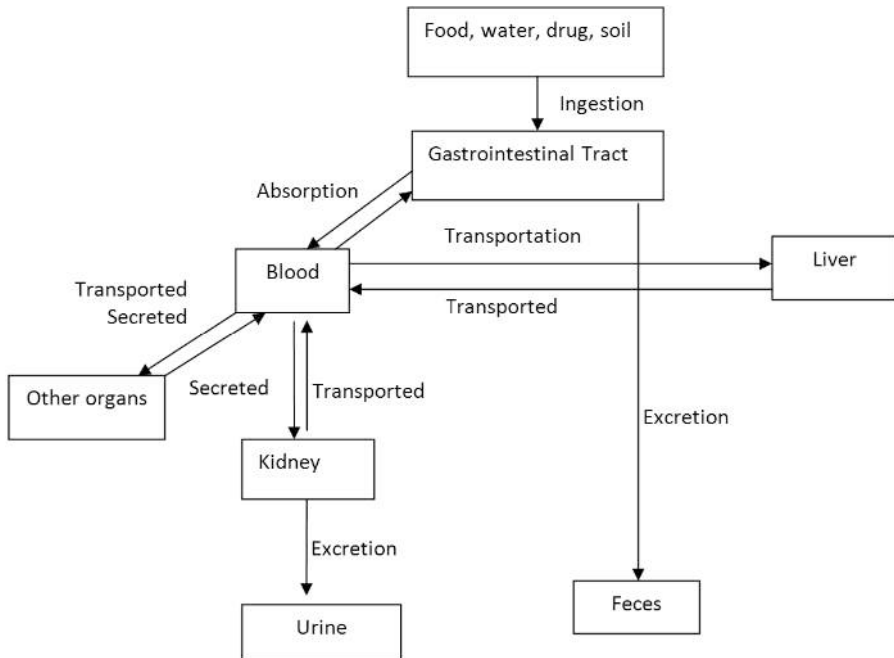 Food, water, drug, soil
Ingestion
Gastrointestinal Tract
Absorption
Transportation
Blood
Liver
Transported
Secreted
Transported
Other organs
Secreted
Transported
Excretion
Kidney
Excretion
Feces
Urine